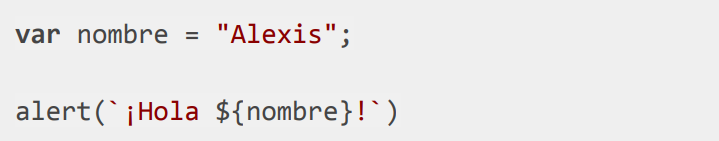 var nombre = "Alexis";
alert(`¡Hola ${nombre}!`)